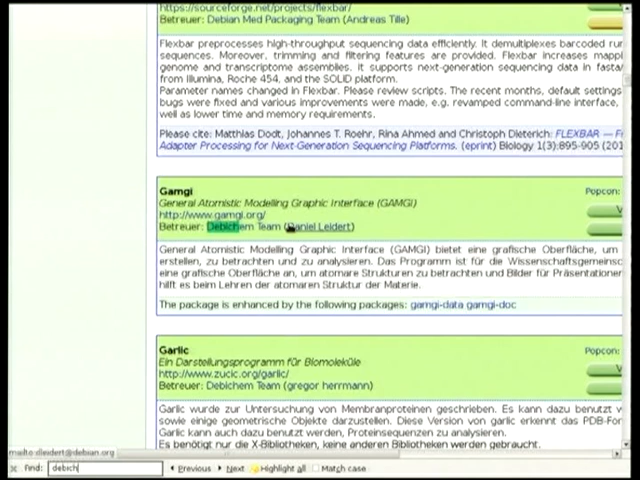 https://sourceforge.net/projects/flexbar/
Betreuer: Debian Med Packaging Team (Andreas Tille)
Flexbar preprocesses high-throughput sequencing data efficiently. It demultiplexes barcoded
sequences. Moreover, trimming and filtering features are provided. Flexbar increases
genome and transcriptome assemblies. It supports next-generation sequencing data in
from Illumina, Roche 454, and the SOLiD platform.
Parameter names changed in Flexbar. Please review scripts. The recent months, default settings
bugs were fixed and various improvements were made, e.g. revamped command-line interface,
well as lower time and memory requirements.
Please cite: Matthias Dodt, Johannes T. Roehr, Rina Ahmed and Christoph Dieterich: FLEXBAR —
Adapter Processing for Next-Generation Sequencing Platforms. (eprint) Biology 1(3):895-905 (201
Gamgi
Popcon:
General Atomistic Modelling Graphic Interface (GAMGI)
http://www.gamgi.org/
Betreuer: Debichem Team (Daniel Leidert)
General Atomistic Modelling Graphic Interface (GAMGI) bietet eine grafische Oberfläche, um
erstellen, zu betrachten und zu analysieren. Das Programm ist für die
eine grafische Oberfläche an, um atomare Strukturen zu betrachten und Bilder für Präsentationen
hilft es beim Lehren der atomaren Struktur der Materie.
The package is enhanced by the following packages: gamgi-data gamgi-doc
Garlic
Popcon:
Ein Darstellungsprogramm für Biomoleküle
http://www.zucic.org/garlic/
Betreuer: Debichem Team (gregor herrmann)
Garlic wurde zur Untersuchung von Membranproteinen geschrieben. Es kann dazu benutzt
sowie einige geometrische Objekte darzustellen. Diese Version von garlic erkennt das
Garlic kann auch dazu benutzt werden, Proteinsequenzen zu analysieren.
Es benötigt nur die X-Bibliotheken, keine anderen Bibliotheken werden gebraucht.
mailto:dleidert@debian.org
Find: debich Previous Next Highlight all Match case